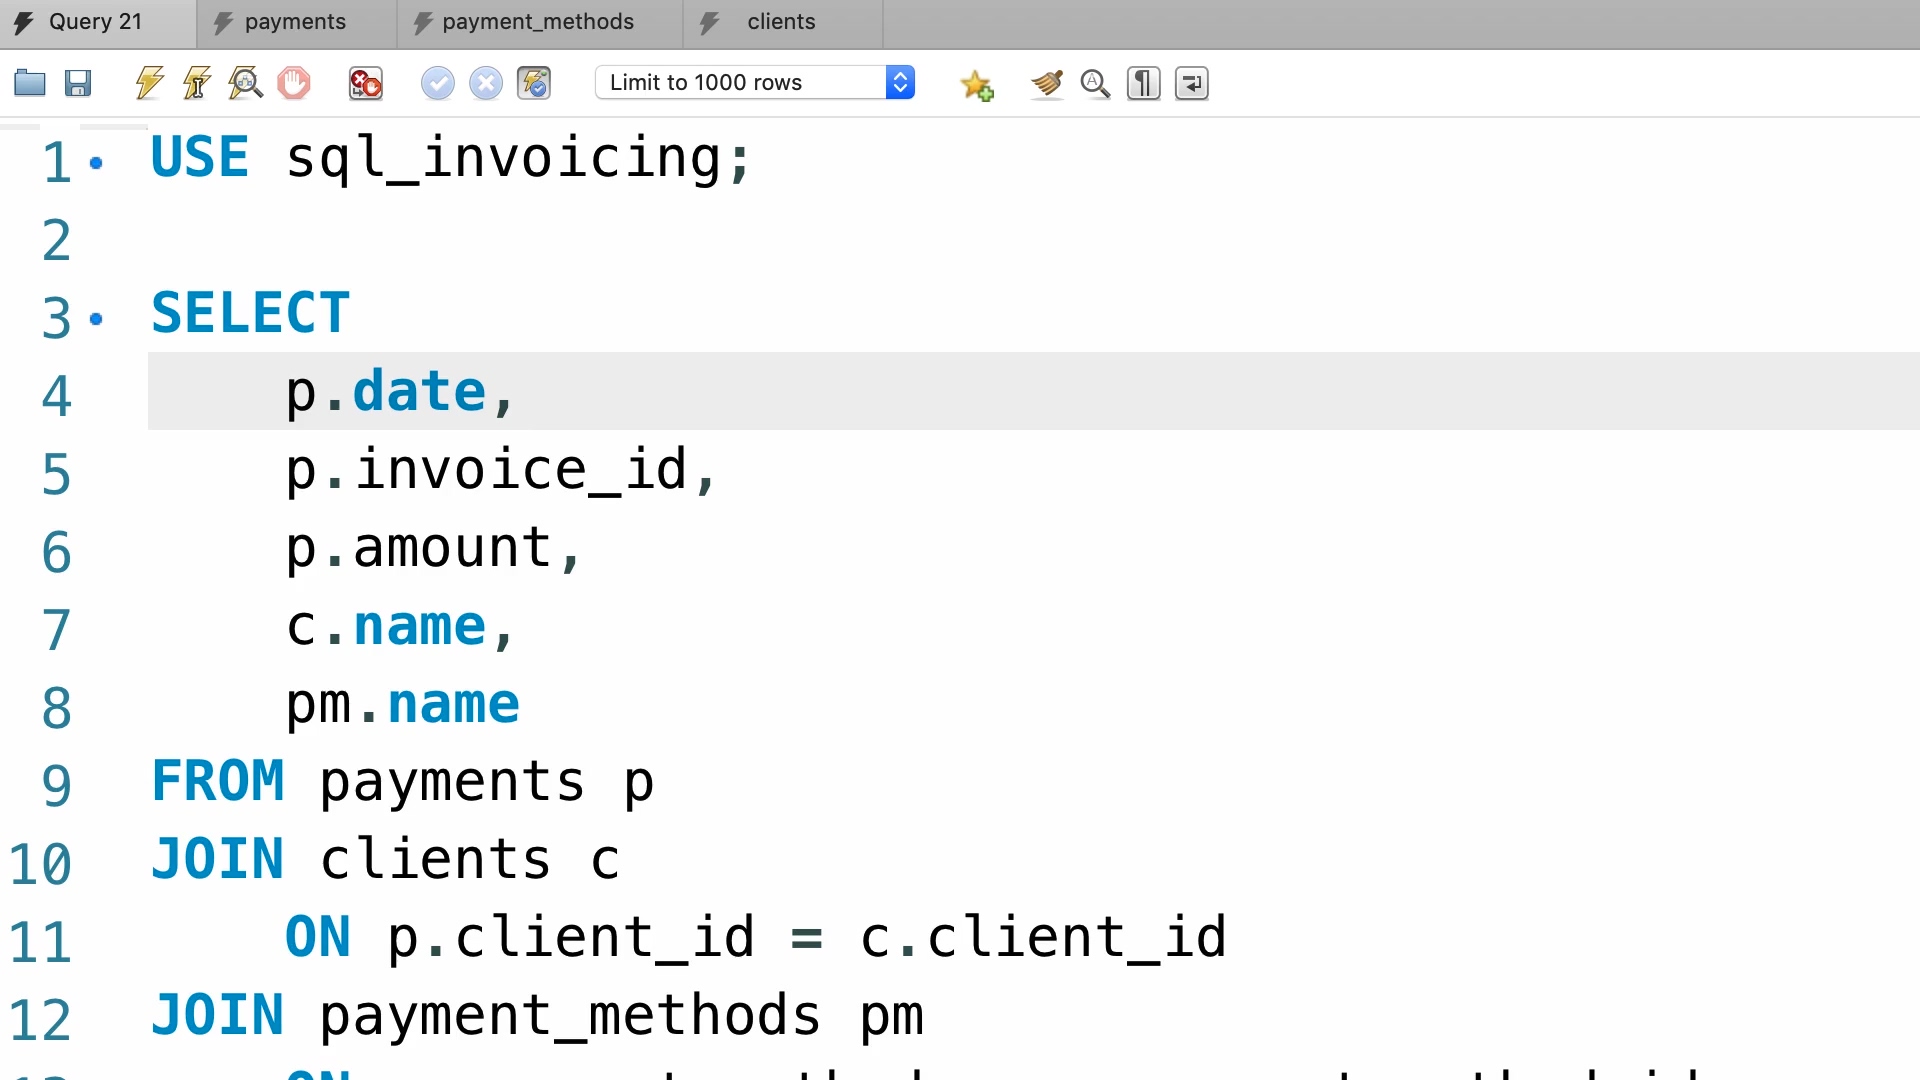 Query 21 payments payment_methods clients
Limit to 1000 rows
1 USE sql_invoicing;
2
3 SELECT
4 p.date,
5 p.invoice_id,
6 p.amount,
7 c.name,
8 pm.name
9 FROM payments p
10 JOIN clients c
11 ON p.client_id = c.client_id
12 JOIN payment_methods pm